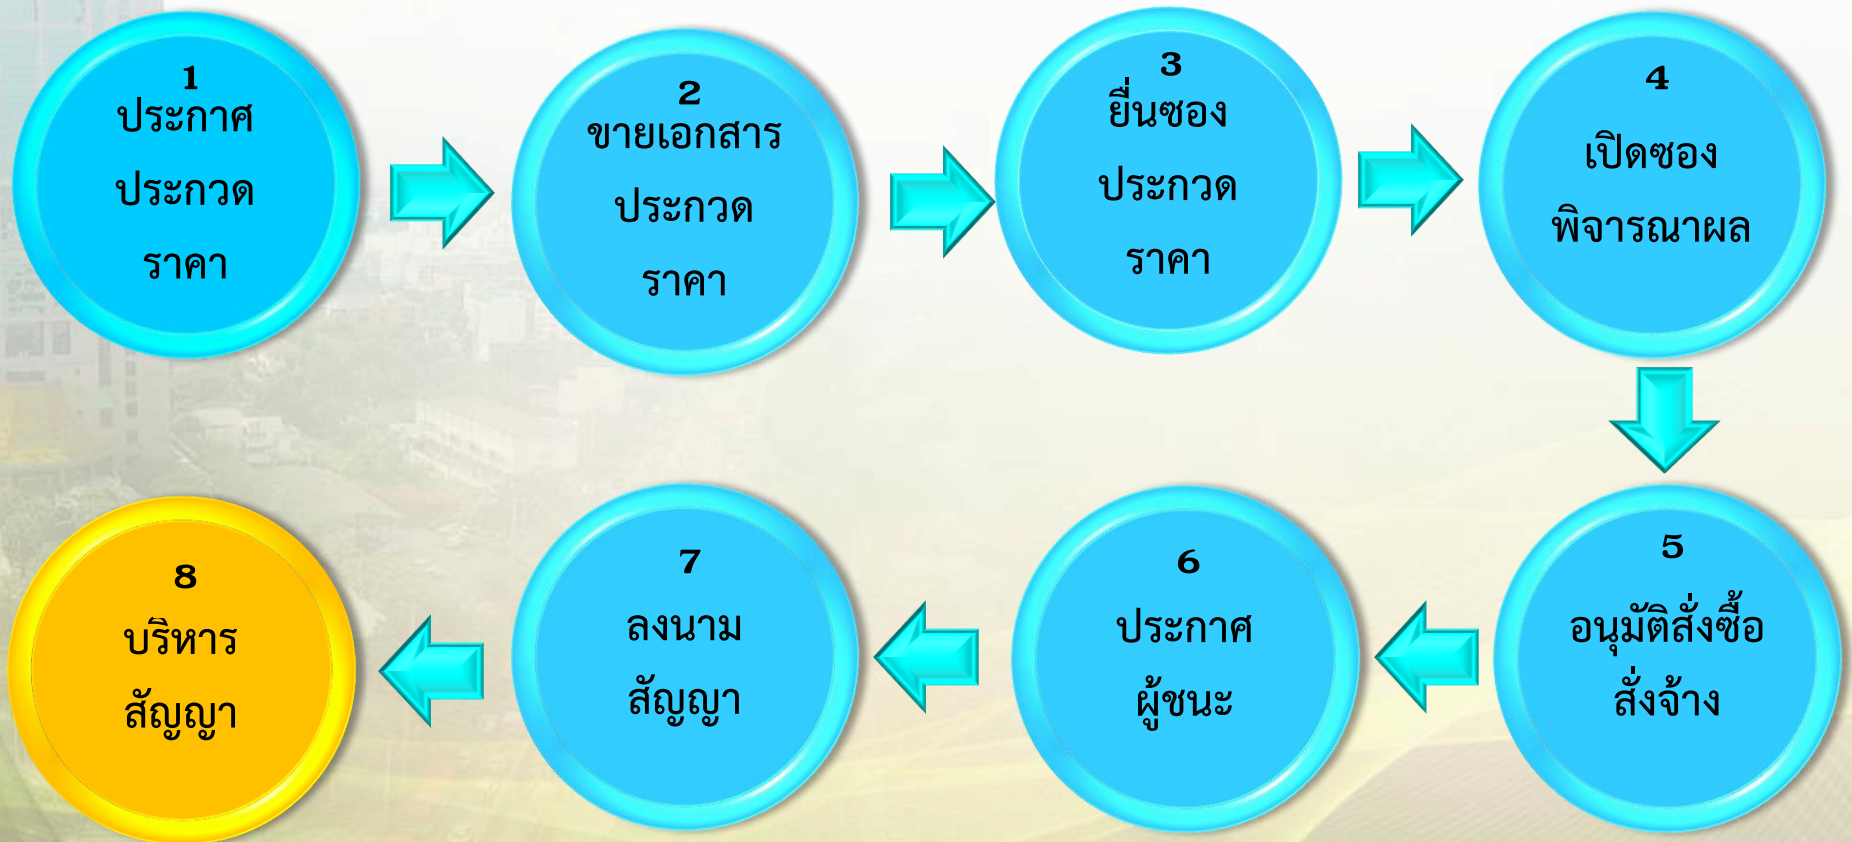 1
ประกาศ
ประกวด
ราคา
2
ขายเอกสาร
ประกวด
ราคา
3
ยื่นซอง
ประกวด
ราคา
4
เปิดซอง
พิจารณาผล
5
อนุมัติสั่งซื้อ
สั่งจ้าง
6
ประกาศ
ผู้ชนะ
7
ลงนาม
สัญญา
8
บริหาร
สัญญา